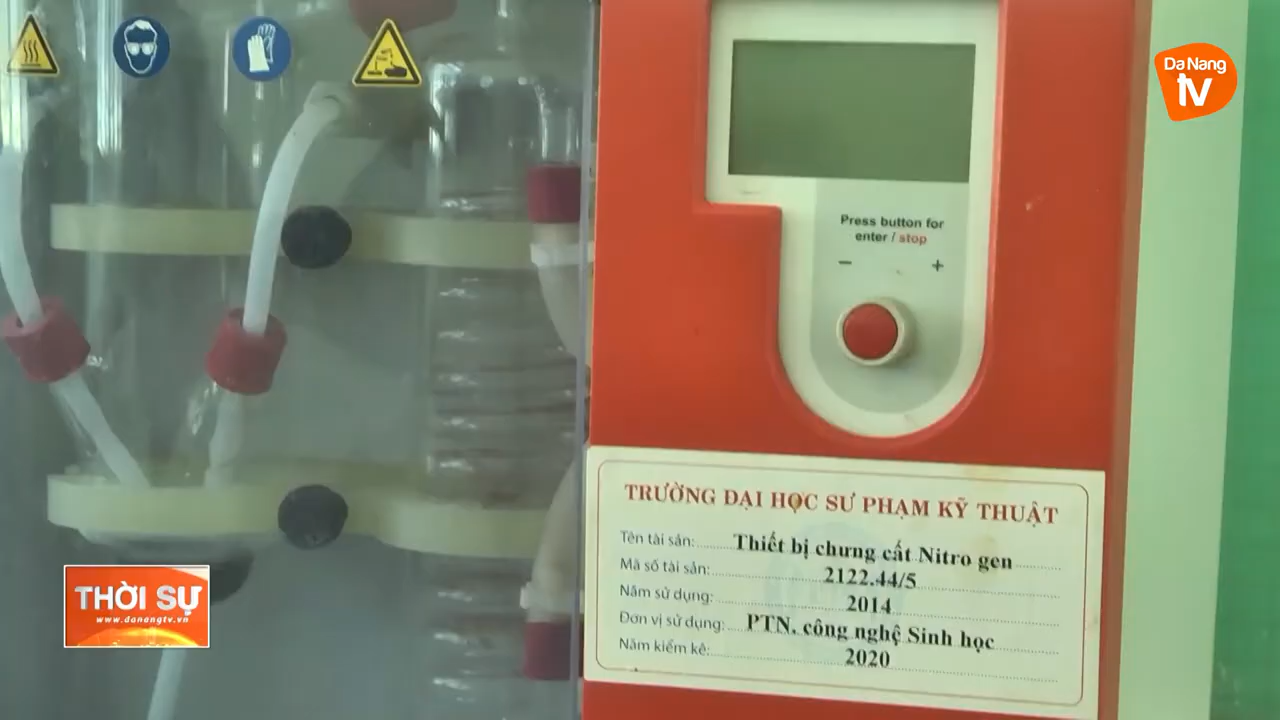 Da Nang
tv
Press button for
enter / stop
− +
TRƯỜNG ĐẠI HỌC SƯ PHẠM KỸ THUẬT
Tên tài sản: Thiết bị chưng cất Nitro gen
Mã số tài sản: 2122.44/5
Năm sử dụng: 2014
Đơn vị sử dụng: PTN. công nghệ Sinh học
Năm kiểm kê: 2020
THỜI SỰ
www.danangtv.vn